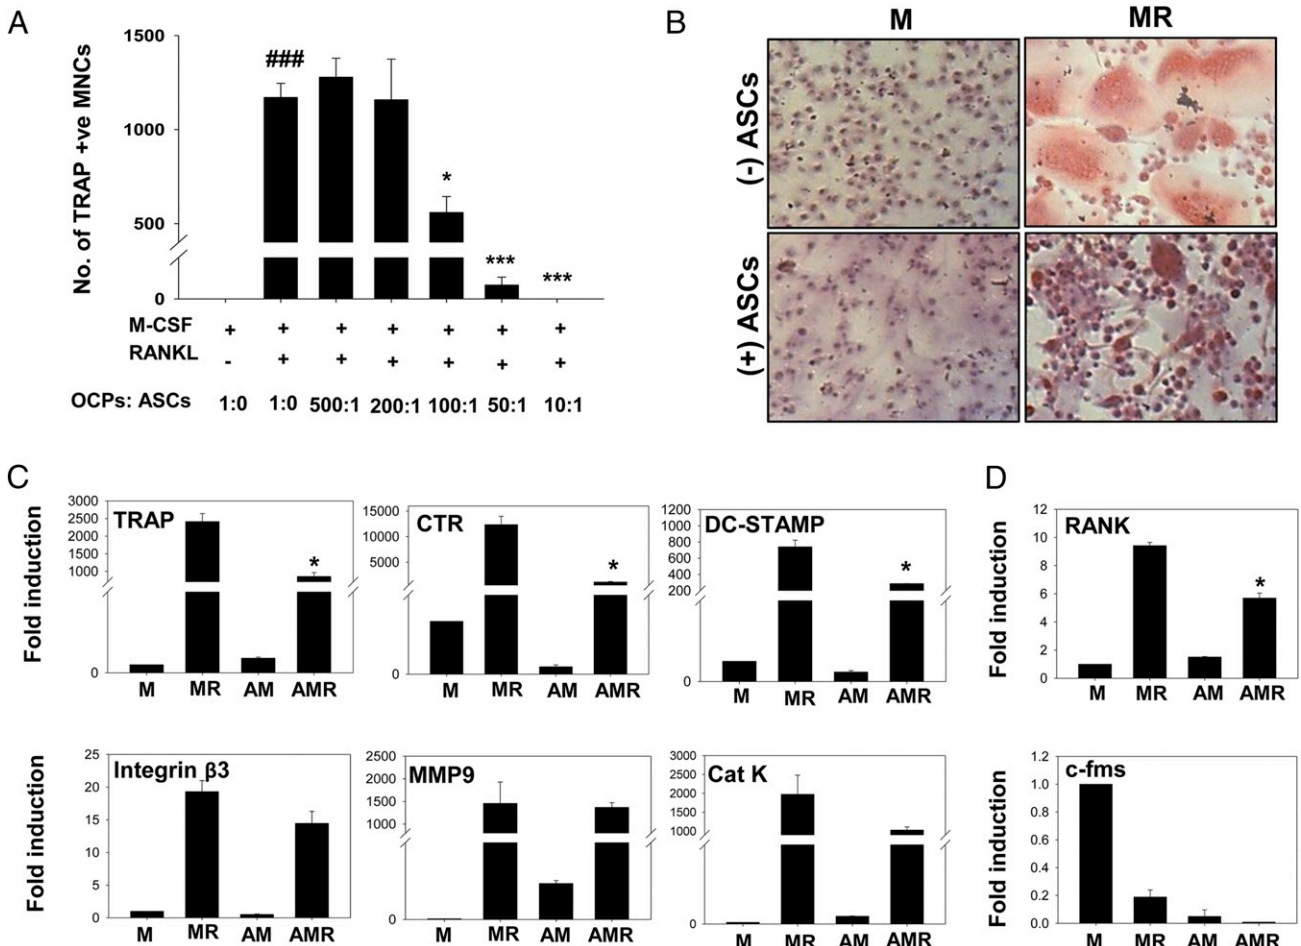 A
No. of TRAP +ve MNCs
1500
1000
500
0
###
*
***
***
M-CSF + + + + + + +
RANKL - + + + + + +
OCPs: ASCs 1:0 1:0 500:1 200:1 100:1 50:1 10:1
B
M MR
(-) ASCs
(+) ASCs
C
Fold induction
TRAP
3000
2500
2000
1500
1000
0
*
M MR AM AMR
CTR
15000
10000
5000
0
*
M MR AM AMR
DC-STAMP
1200
1000
800
600
400
200
0
*
M MR AM AMR
D
Fold induction
RANK
12
10
8
6
4
2
0
*
M MR AM AMR
Fold induction
Integrin β3
25
20
15
10
5
0
M MR AM AMR
MMP9
2500
2000
1500
1000
0
M MR AM AMR
Cat K
3000
2500
2000
1500
1000
0
M MR AM AMR
Fold induction
c-fms
1.2
1.0
0.8
0.6
0.4
0.2
0.0
M MR AM AMR